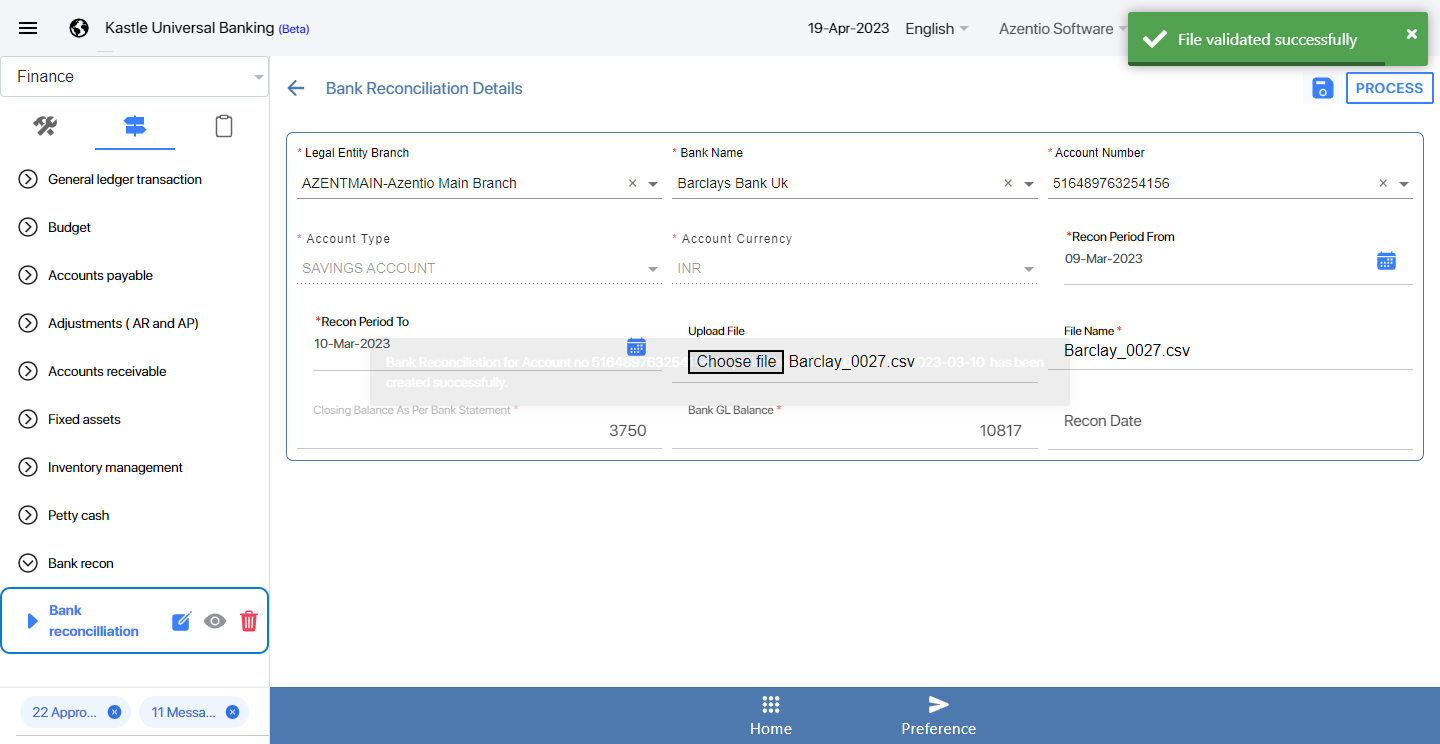 Kastle Universal Banking (Beta)
19-Apr-2023
English
Azentio Software
File validated successfully
Finance
Bank Reconciliation Details
PROCESS
General ledger transaction
Budget
Accounts payable
Adjustments ( AR and AP)
Accounts receivable
Fixed assets
Inventory management
Petty cash
Bank recon
Bank
reconcilliation
22 Appro...
11 Messa...
* Legal Entity Branch
AZENTMAIN-Azentio Main Branch
* Bank Name
Barclays Bank Uk
* Account Number
516489763254156
* Account Type
SAVINGS ACCOUNT
* Account Currency
INR
*Recon Period From
09-Mar-2023
*Recon Period To
10-Mar-2023
Upload File
Choose file Barclay_0027.csv
File Name *
Barclay_0027.csv
Bank Reconciliation for Account no 516489763254 023-03-10 has been
created successfully.
Closing Balance As Per Bank Statement *
3750
Bank GL Balance *
10817
Recon Date
Home
Preference